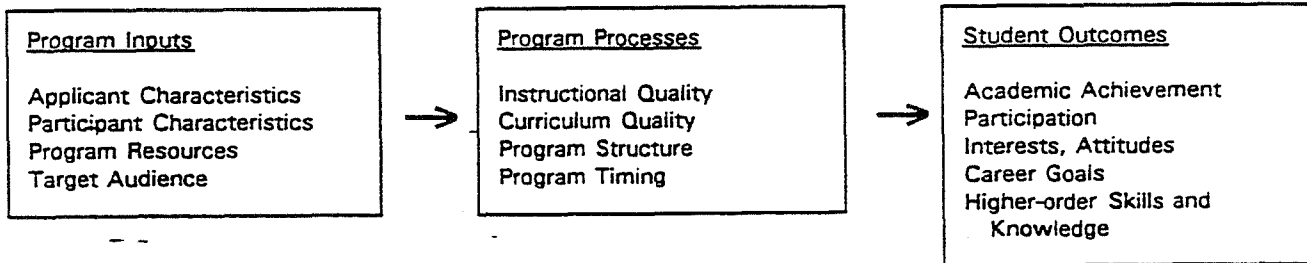 Program Inputs
Applicant Characteristics
Participant Characteristics
Program Resources
Target Audience
Program Processes
Instructional Quality
Curriculum Quality
Program Structure
Program Timing
Student Outcomes
Academic Achievement
Participation
Interests, Attitudes
Career Goals
Higher-order Skills and
Knowledge